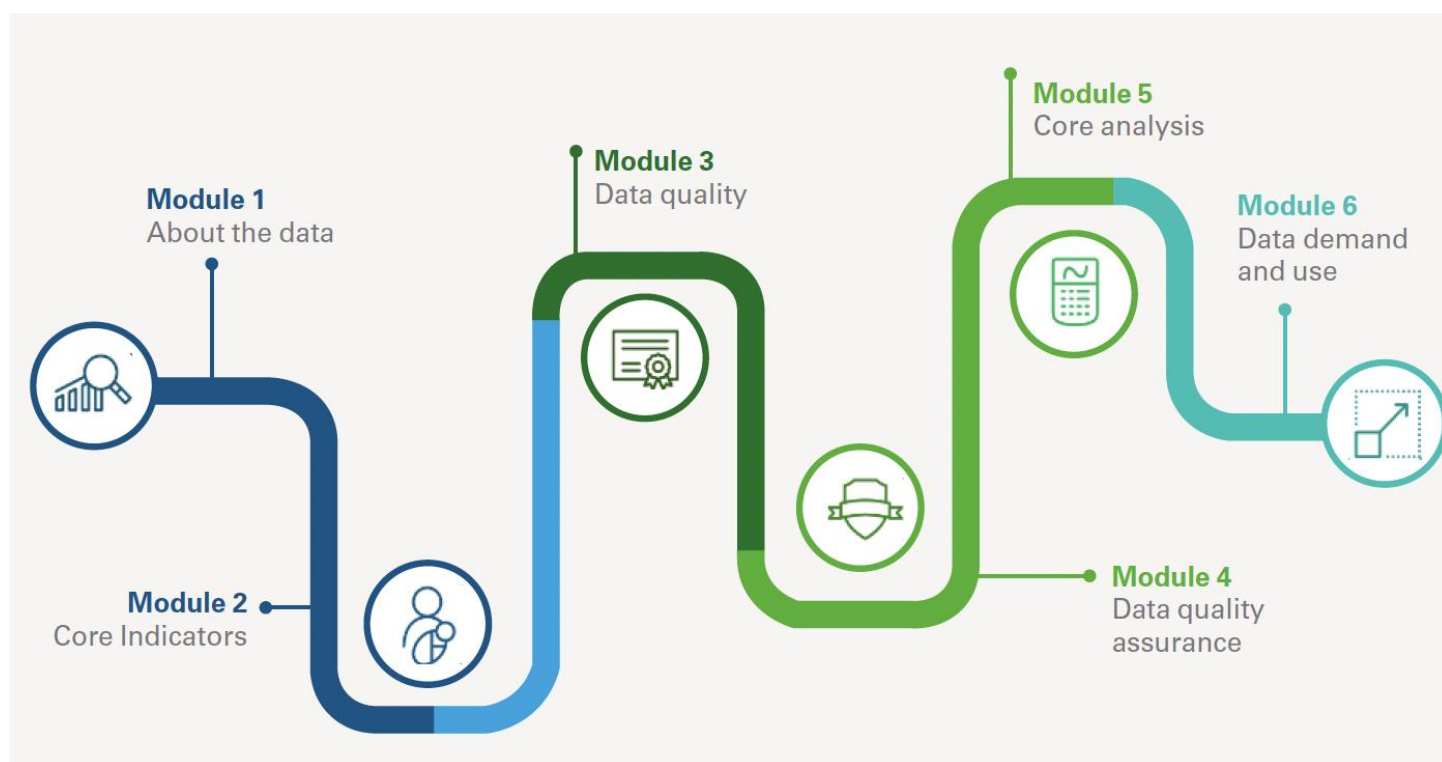 Module 1
About the data
Module 2
Core Indicators
Module 3
Data quality
Module 4
Data quality
assurance
Module 5
Core analysis
Module 6
Data demand
and use